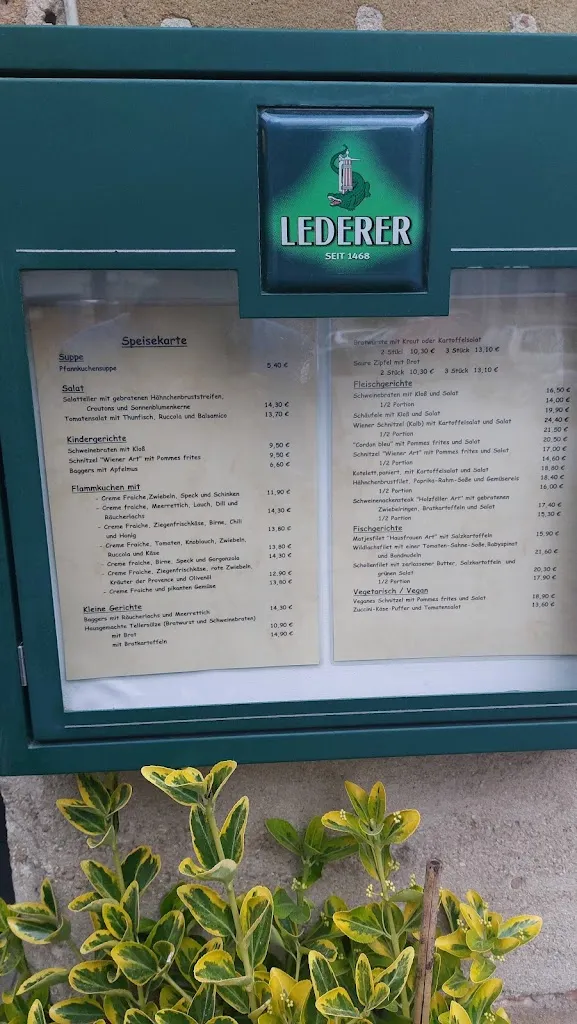 LEDERER
SEIT 1468
Speisekarte
Suppe
Pfannkuchensuppe 5,40 €
Salat
Salatteller mit gebratenen Hähnchenbruststreifen,
Croutons und Sonnenblumenkerne 14,30 €
Tomatensalat mit Thunfisch, Ruccola und Balsamico 13,70 €
Kindergerichte
Schweinebraten mit Kloß 9,50 €
Schnitzel "Wiener Art" mit Pommes frites 9,50 €
Baggers mit Apfelmus 6,60 €
Flammkuchen mit
- Creme Fraiche, Zwiebeln, Speck und Schinken 11,90 €
- Creme fraiche, Meerrettich, Lauch, Dill und
Räucherlachs 14,30 €
- Creme Fraiche, Ziegenfrischkäse, Birne, Chili
und Honig 13,80 €
- Creme Fraiche, Tomaten, Knoblauch, Zwiebeln,
Ruccola und Käse 13,80 €
- Creme fraiche, Birne, Speck und Gorgonzola 14,30 €
- Creme Fraiche, Ziegenfrischkäse, rote Zwiebeln,
Kräuter der Provence und Olivenöl 12,90 €
- Creme Fraiche und pikanten Gemüse 13,80 €
Kleine Gerichte
Baggers mit Räucherlachs und Meerrettich 14,30 €
Hausgemachte Tellersülze (Bratwurst und Schweinebraten)
mit Brot 10,90 €
mit Bratkartoffeln 14,90 €
Bratwürste mit Kraut oder Kartoffelsalat
2 Stück 10,30 € 3 Stück 13,10 €
Saure Zipfel mit Brot
2 Stück 10,30 € 3 Stück 13,10 €
Fleischgerichte
Schweinebraten mit Kloß und Salat 16,50 €
1/2 Portion 14,00 €
Schäufele mit Kloß und Salat 19,90 €
Wiener Schnitzel (Kalb) mit Kartoffelsalat und Salat 24,40 €
1/2 Portion 21,50 €
"Cordon bleu" mit Pommes frites und Salat 20,50 €
Schnitzel "Wiener Art" mit Pommes frites und Salat 17,00 €
1/2 Portion 14,60 €
Kotelett, paniert, mit Kartoffelsalat und Salat 18,80 €
Hähnchenbrustfilet, Paprika-Rahm-Soße und Gemüsereis 18,40 €
1/2 Portion 16,00 €
Schweinenackensteak "Holzfäller Art" mit gebratenen
Zwiebelringen, Bratkartoffeln und Salat 17,40 €
1/2 Portion 15,30 €
Fischgerichte
Matjesfilet "Hausfrauen Art" mit Salzkartoffeln 15,90 €
Wildlachsfilet mit einer Tomaten-Sahne-Soße, Babyspinat
und Bandnudeln 21,60 €
Schollenfilet mit zerlassener Butter, Salzkartoffeln und
grünen Salat 20,30 €
1/2 Portion 17,90 €
Vegetarisch / Vegan
Veganes Schnitzel mit Pommes frites und Salat 18,90 €
Zuccini-Käse-Puffer und Tomatensalat 13,60 €